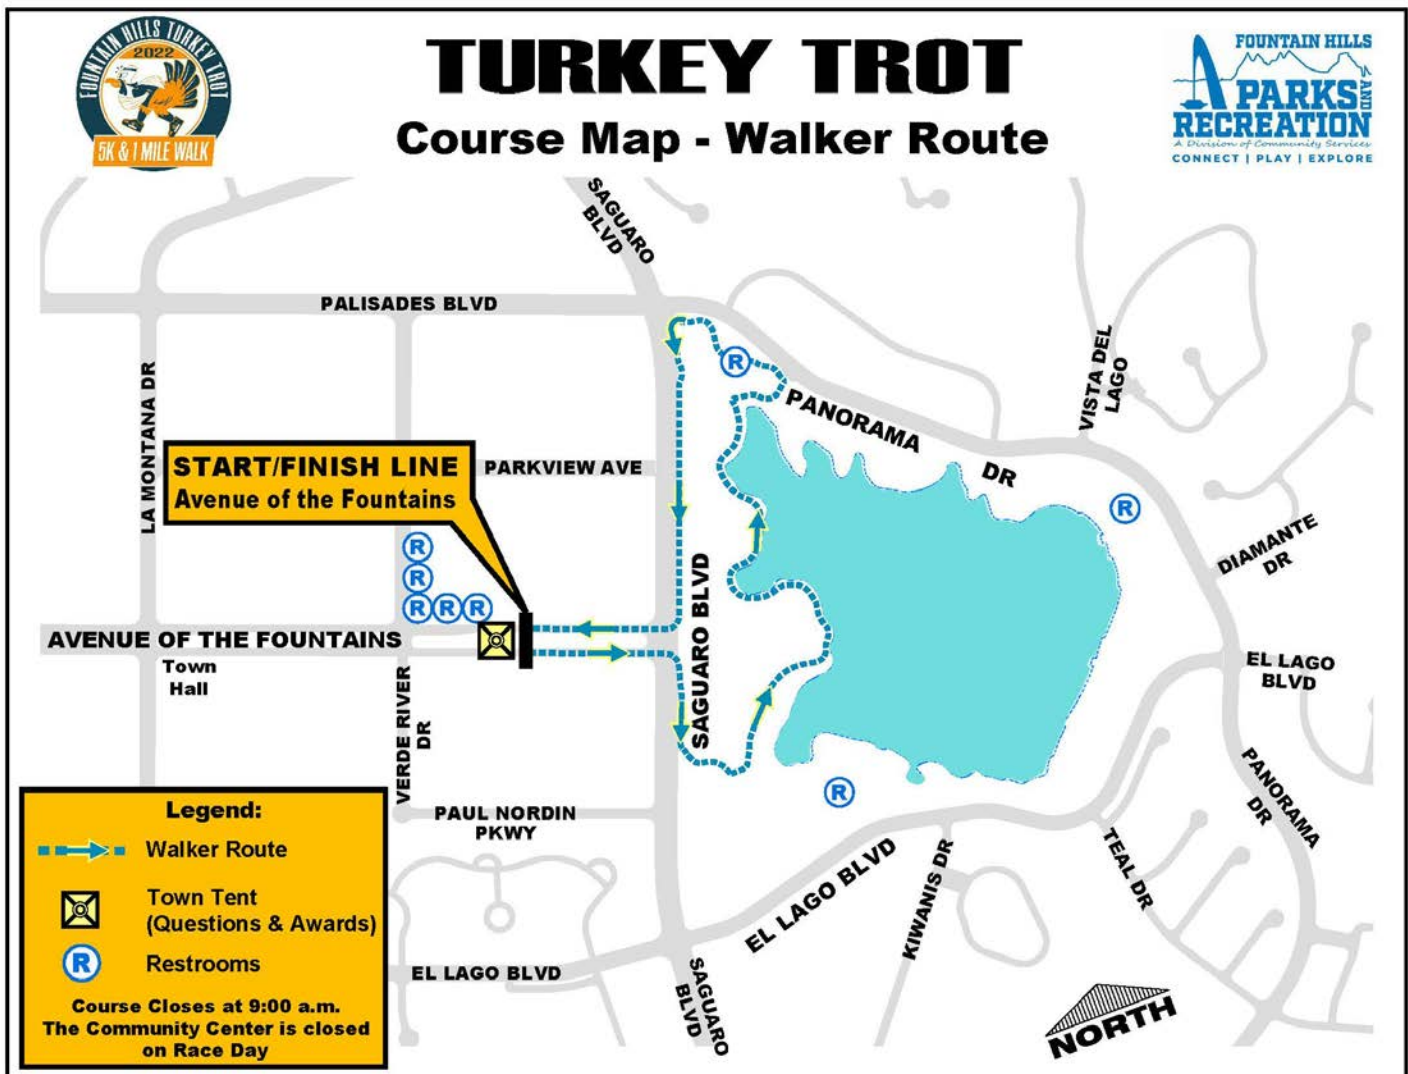 FOUNTAIN HILLS TURKEY TROT
2022
5K & 1 MILE WALK
TURKEY TROT
Course Map - Walker Route
FOUNTAIN HILLS
PARKS AND
RECREATION
A Division of Community Services
CONNECT | PLAY | EXPLORE
SAGUARO
BLVD
PALISADES BLVD
VISTA DEL
LAGO
R
PANORAMA
DR
LA MONTANA DR
START/FINISH LINE
Avenue of the Fountains
PARKVIEW AVE
R
DIAMANTE
DR
R
R
R R R
SAGUARO BLVD
AVENUE OF THE FOUNTAINS
Town
Hall
EL LAGO
BLVD
VERDE RIVER
DR
PANORAMA
DR
R
PAUL NORDIN
PKWY
EL LAGO BLVD
KIWANIS DR
TEAL DR
EL LAGO BLVD
SAGUARO
BLVD
NORTH
Legend:
Walker Route
Town Tent
(Questions & Awards)
R Restrooms
Course Closes at 9:00 a.m.
The Community Center is closed
on Race Day